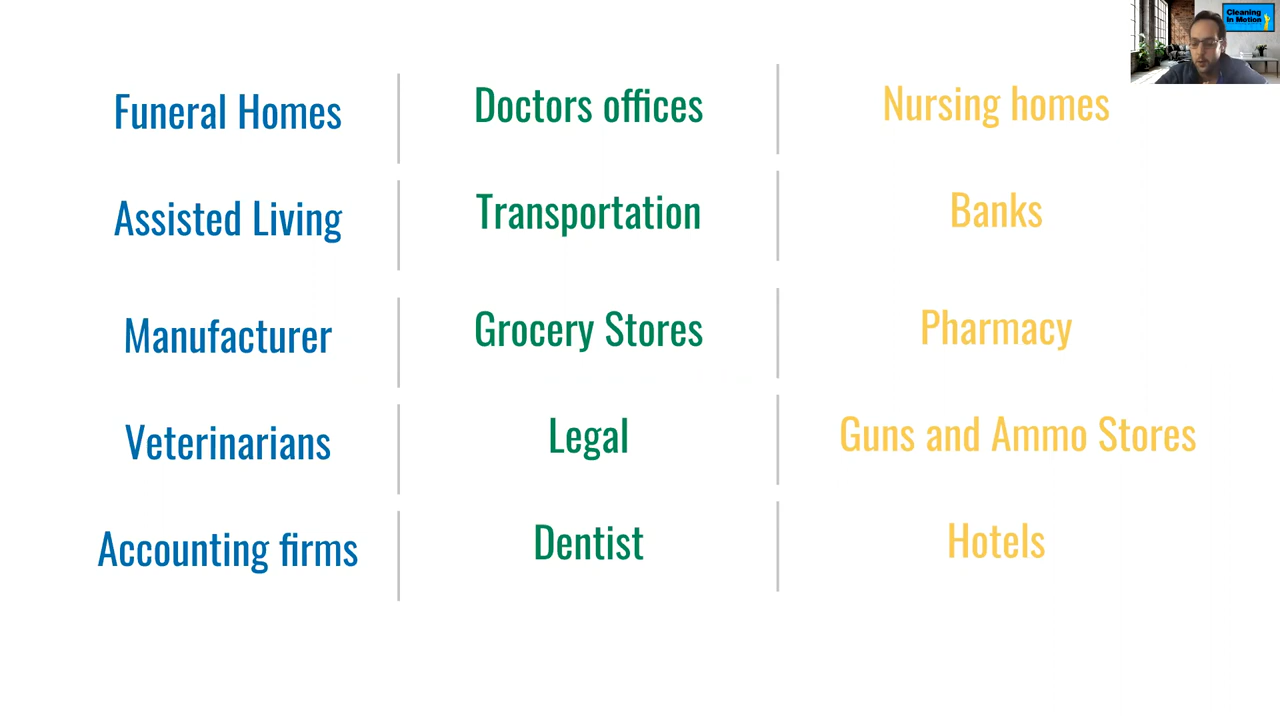 Cleaning
In Motion
Funeral Homes
Doctors offices
Nursing homes
Assisted Living
Transportation
Banks
Manufacturer
Grocery Stores
Pharmacy
Veterinarians
Legal
Guns and Ammo Stores
Accounting firms
Dentist
Hotels